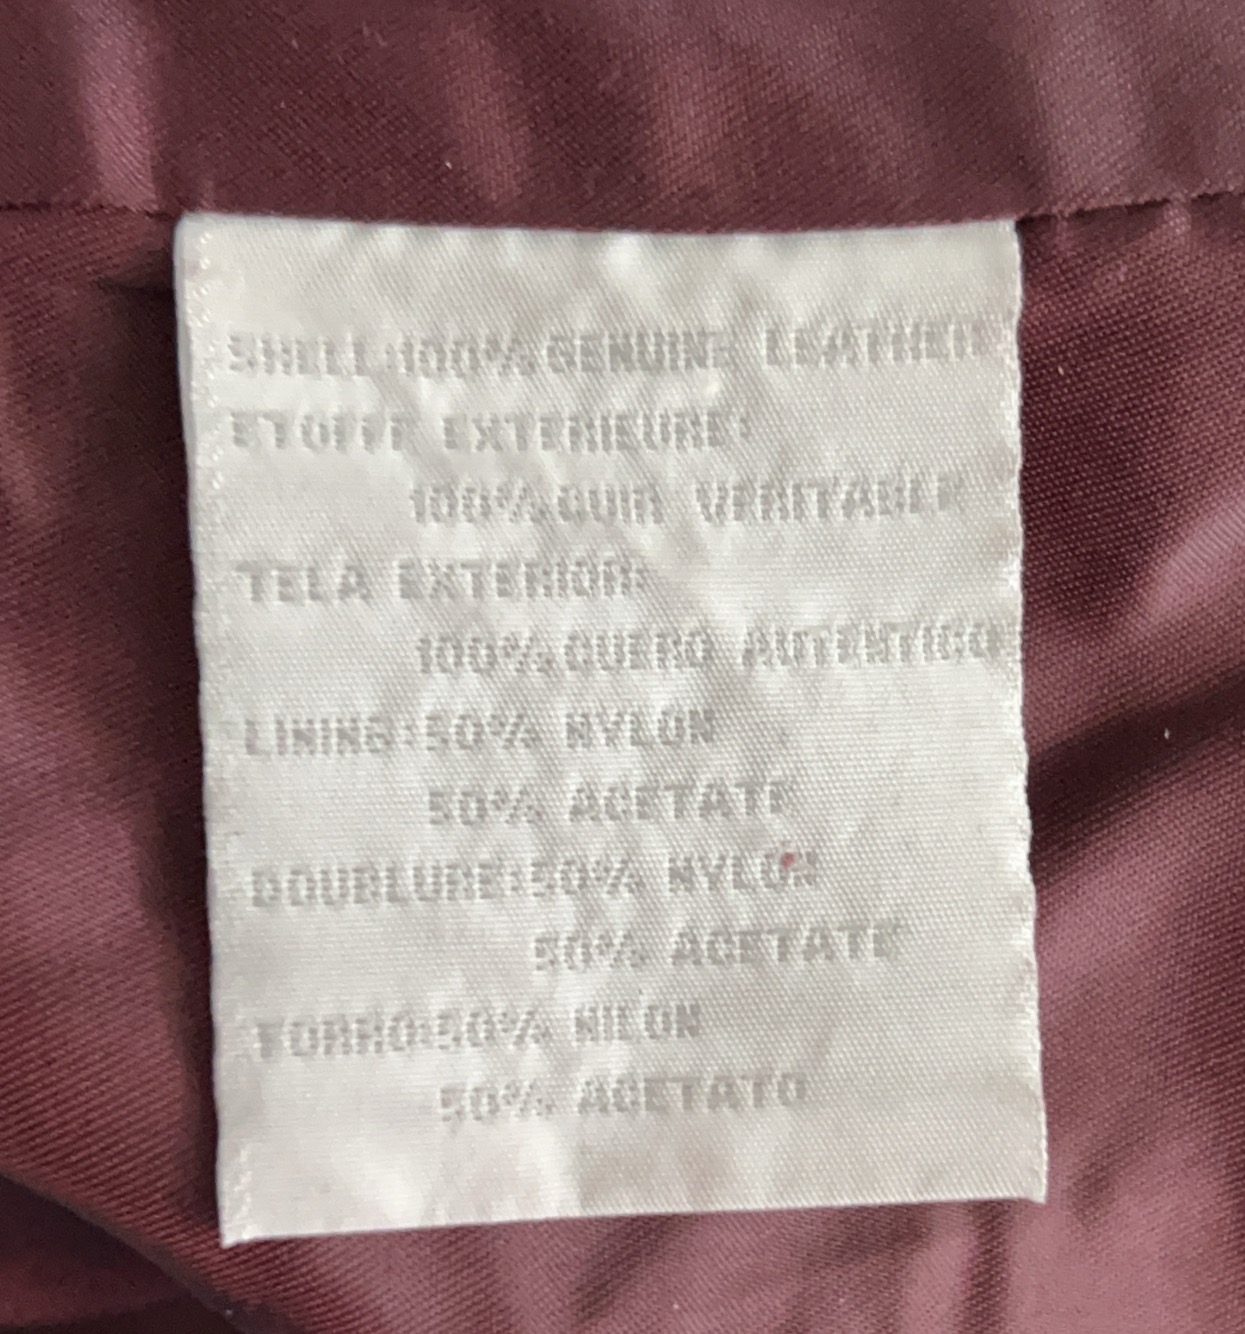 SHELL:100%GENUINE LEATHER
ETOFFE EXTERIEURE:
100%CUIR VERITABLE
TELA EXTERIOR:
100%CUERO AUTENTICO
LINING:50% NYLON
50% ACETATE
DOUBLURE:50% NYLON
50% ACETATE
FORRO:50% NILON
50% ACETATO